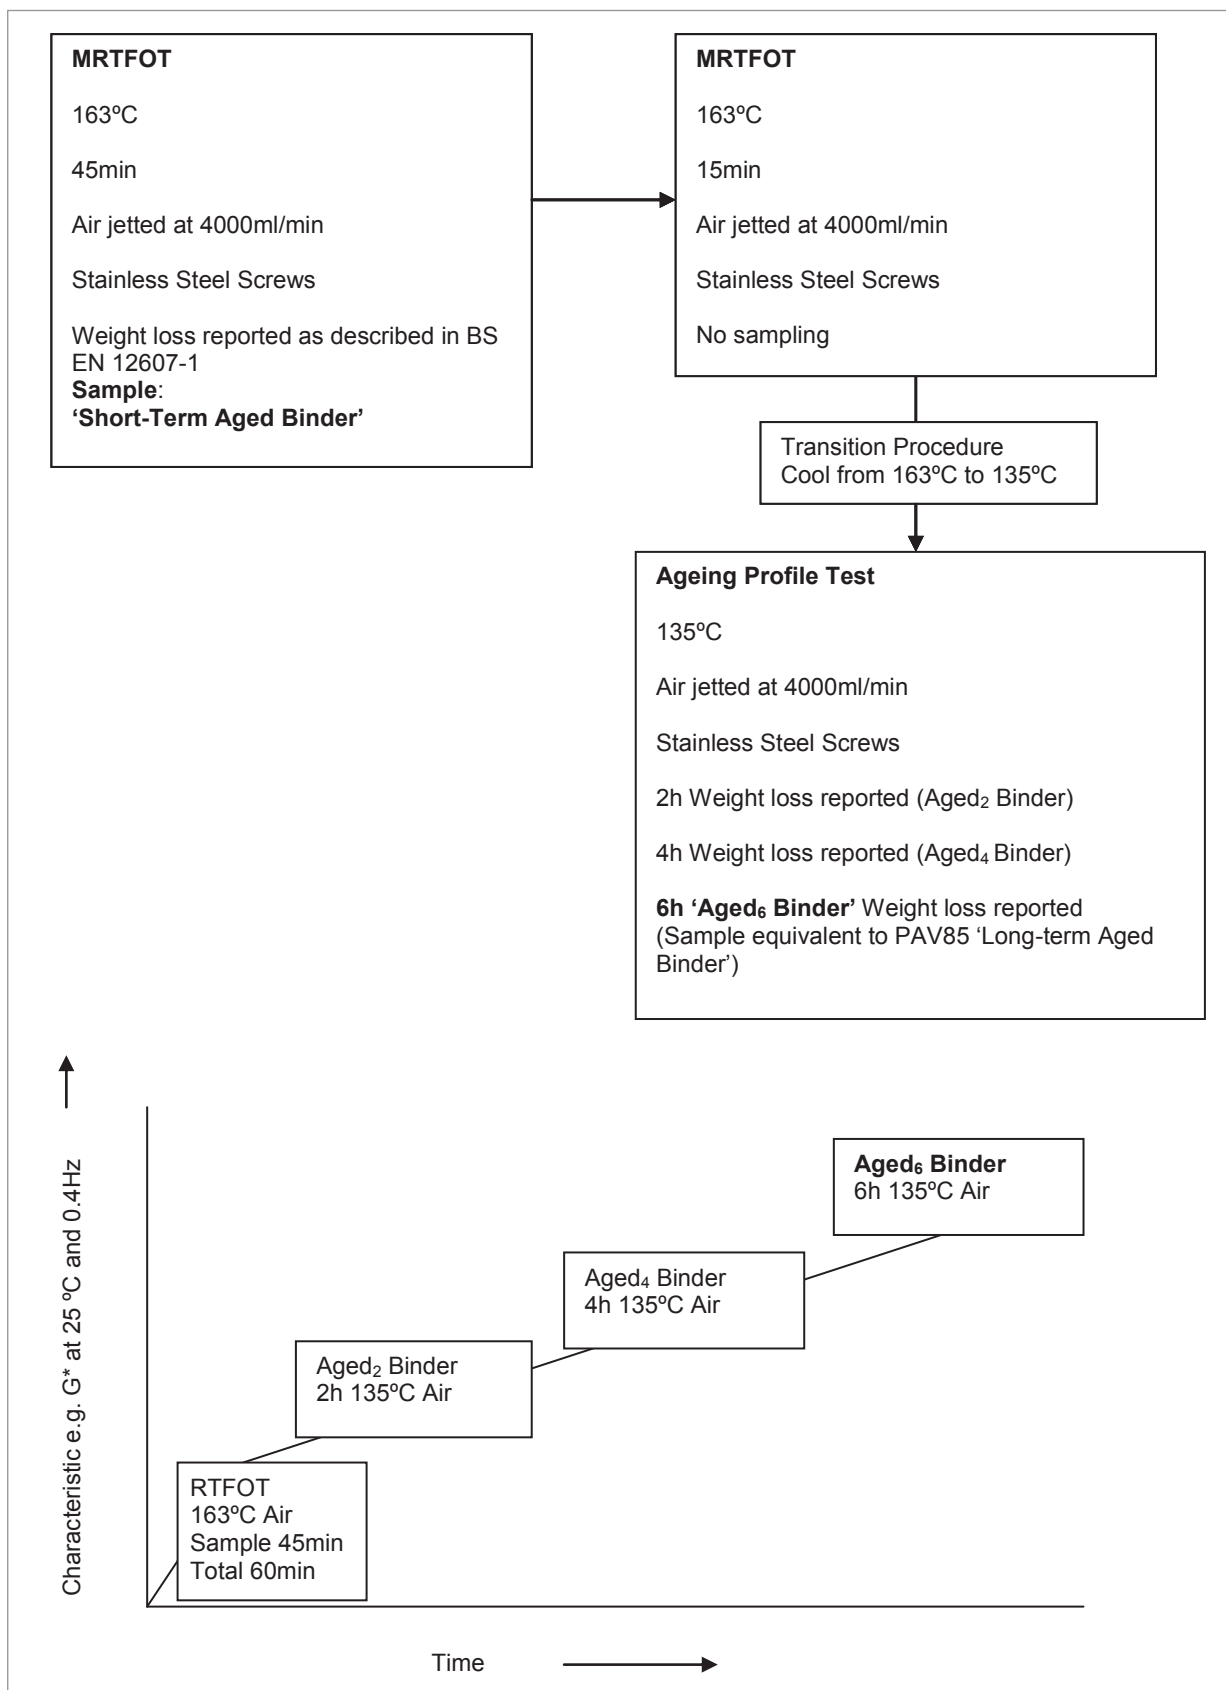 MRTFOT
163ºC
45min
Air jetted at 4000ml/min
Stainless Steel Screws
Weight loss reported as described in BS
EN 12607-1
Sample:
‘Short-Term Aged Binder’
MRTFOT
163ºC
15min
Air jetted at 4000ml/min
Stainless Steel Screws
No sampling
Transition Procedure
Cool from 163ºC to 135ºC
Ageing Profile Test
135ºC
Air jetted at 4000ml/min
Stainless Steel Screws
2h Weight loss reported (Aged₂ Binder)
4h Weight loss reported (Aged₄ Binder)
6h ‘Aged₆ Binder’ Weight loss reported
(Sample equivalent to PAV85 ‘Long-term Aged
Binder’)
Characteristic e.g. G* at 25 ºC and 0.4Hz
Aged₆ Binder
6h 135ºC Air
Aged₄ Binder
4h 135ºC Air
Aged₂ Binder
2h 135ºC Air
RTFOT
163ºC Air
Sample 45min
Total 60min
Time